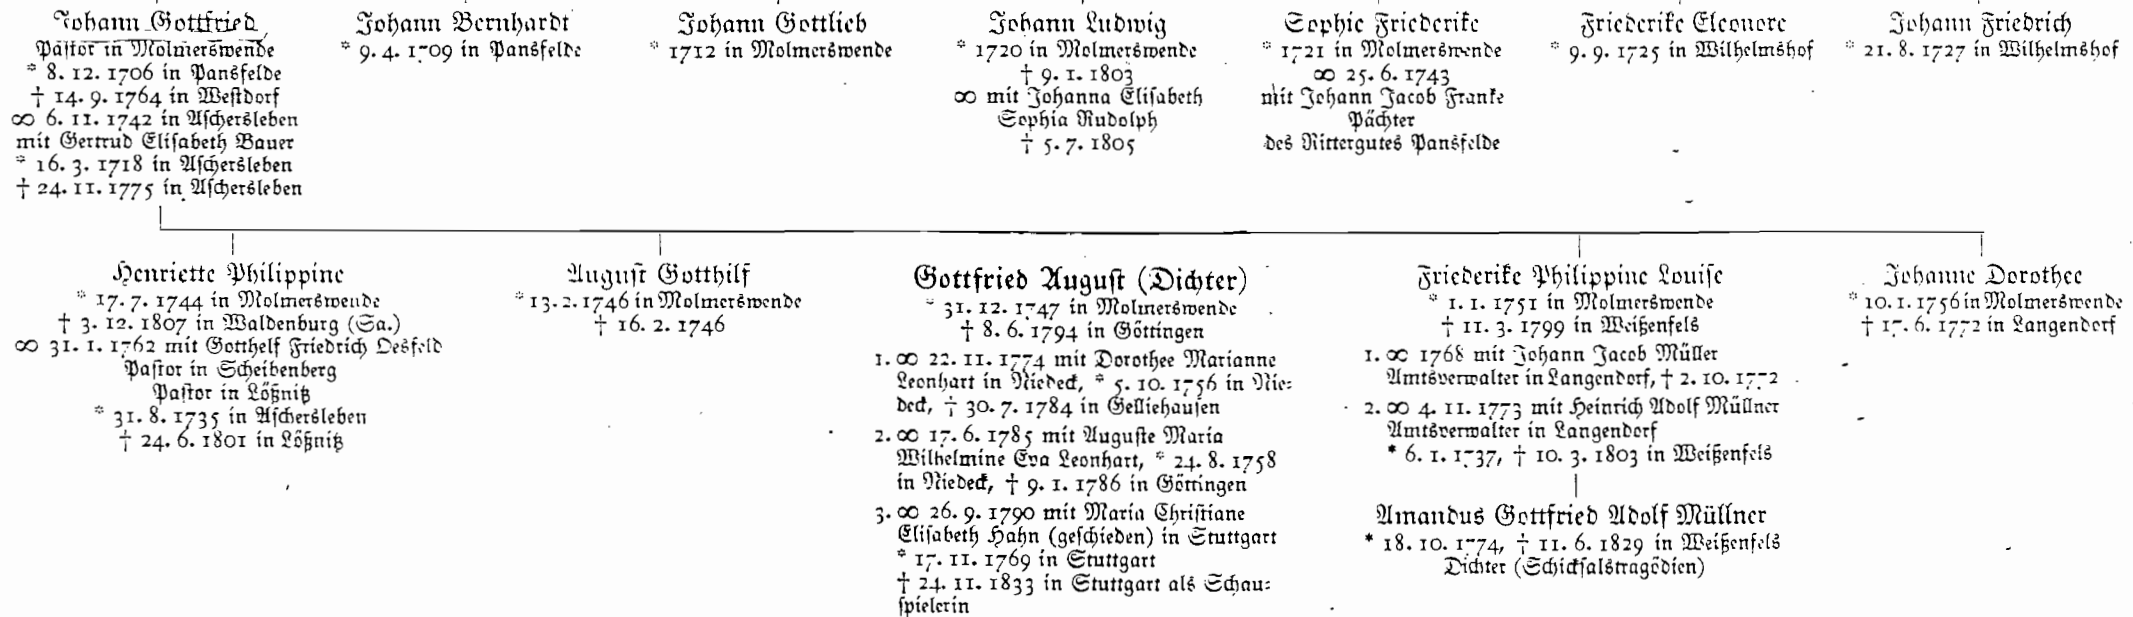 Johann Gottfried
Pastor in Molmerswende
* 8. 12. 1706 in Pansfelde
† 14. 9. 1764 in Westdorf
∞ 6. 11. 1742 in Aschersleben
mit Gertrud Elisabeth Bauer
* 16. 3. 1718 in Aschersleben
† 24. 11. 1775 in Aschersleben
Johann Bernhardt
* 9. 4. 1709 in Pansfelde
Johann Gottlieb
* 1712 in Molmerswende
Johann Ludwig
* 1720 in Molmerswende
† 9. 1. 1803
∞ mit Johanna Elisabeth
Sophia Rudolph
† 5. 7. 1805
Sophie Friederike
* 1721 in Molmerswende
∞ 25. 6. 1743
mit Johann Jacob Franke
Pächter
des Rittergutes Pansfelde
Friederike Eleonore
* 9. 9. 1725 in Wilhelmshof
Johann Friedrich
* 21. 8. 1727 in Wilhelmshof
Henriette Philippine
* 17. 7. 1744 in Molmerswende
† 3. 12. 1807 in Waldenburg (Sa.)
∞ 31. 1. 1762 mit Gotthelf Friedrich Oesfeld
Pastor in Scheibenberg
Pastor in Lößnitz
* 31. 8. 1735 in Aschersleben
† 24. 6. 1801 in Lößnitz
August Gotthilf
* 13. 2. 1746 in Molmerswende
† 16. 2. 1746
Gottfried August (Dichter)
* 31. 12. 1747 in Molmerswende
† 8. 6. 1794 in Göttingen
1. ∞ 22. 11. 1774 mit Dorothee Marianne
Leonhart in Niedeck, * 5. 10. 1756 in Nie-
deck, † 30. 7. 1784 in Gelliehausen
2. ∞ 17. 6. 1785 mit Auguste Maria
Wilhelmine Eva Leonhart, * 24. 8. 1758
in Niedeck, † 9. 1. 1786 in Göttingen
3. ∞ 26. 9. 1790 mit Maria Christiane
Elisabeth Hahn (geschieden) in Stuttgart
* 17. 11. 1769 in Stuttgart
† 24. 11. 1833 in Stuttgart als Schau-
spielerin
Friederike Philippine Louise
* 1. 1. 1751 in Molmerswende
† 11. 3. 1799 in Weißenfels
1. ∞ 1768 mit Johann Jacob Müller
Amtsverwalter in Langendorf, † 2. 10. 1772
2. ∞ 4. 11. 1773 mit Heinrich Adolf Müllner
Amtsverwalter in Langendorf
* 6. 1. 1737, † 10. 3. 1803 in Weißenfels
Amandus Gottfried Adolf Müllner
* 18. 10. 1774, † 11. 6. 1829 in Weißenfels
Dichter (Schicksalstragödien)
Johanne Dorothee
* 10. 1. 1756 in Molmerswende
† 17. 6. 1772 in Langendorf